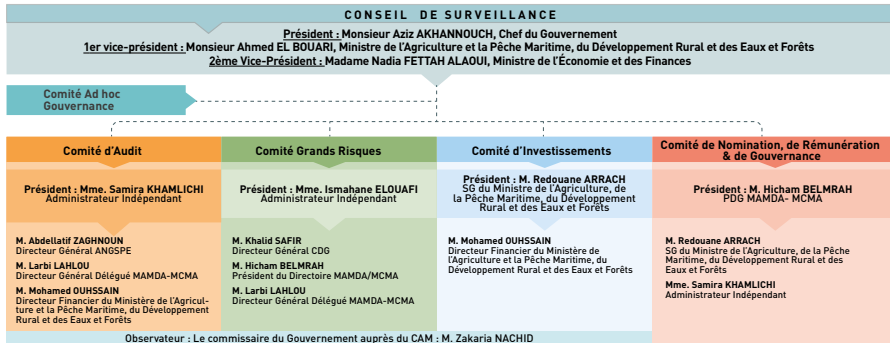 CONSEIL DE SURVEILLANCE
Président : Monsieur Aziz AKHANNOUCH, Chef du Gouvernement
1er vice-président : Monsieur Ahmed EL BOUARI, Ministre de l'Agriculture et la Pêche Maritime, du Développement Rural et des Eaux et Forêts
2ème Vice-Président : Madame Nadia FETTAH ALAOUI, Ministre de l'Économie et des Finances
Comité Ad hoc
Gouvernance
Comité d'Audit
Président : Mme. Samira KHAMLICHI
Administrateur Indépendant
M. Abdellatif ZAGHNOUN
Directeur Général ANGSPE
M. Larbi LAHLOU
Directeur Général Délégué MAMDA-MCMA
M. Mohamed OUHSSAIN
Directeur Financier du Ministère de l'Agricul-
ture et la Pêche Maritime, du Développement
Rural et des Eaux et Forêts
Comité Grands Risques
Président : Mme. Ismahane ELOUAFI
Administrateur Indépendant
M. Khalid SAFIR
Directeur Général CDG
M. Hicham BELMRAH
Président du Directoire MAMDA/MCMA
M. Larbi LAHLOU
Directeur Général Délégué MAMDA-MCMA
Comité d'Investissements
Président : M. Redouane ARRACH
SG du Ministre de l'Agriculture, de
la Pêche Maritime, du Développement
Rural et des Eaux et Forêts
M. Mohamed OUHSSAIN
Directeur Financier du Ministère de
l'Agriculture et la Pêche Maritime, du
Développement Rural et des Eaux et Forêts
Comité de Nomination, de Rémunération
& de Gouvernance
Président : M. Hicham BELMRAH
PDG MAMDA- MCMA
M. Redouane ARRACH
SG du Ministre de l'Agriculture, de la Pêche
Maritime, du Développement Rural et des
Eaux et Forêts
Mme. Samira KHAMLICHI
Administrateur Indépendant
Observateur : Le commissaire du Gouvernement auprès du CAM : M. Zakaria NACHID